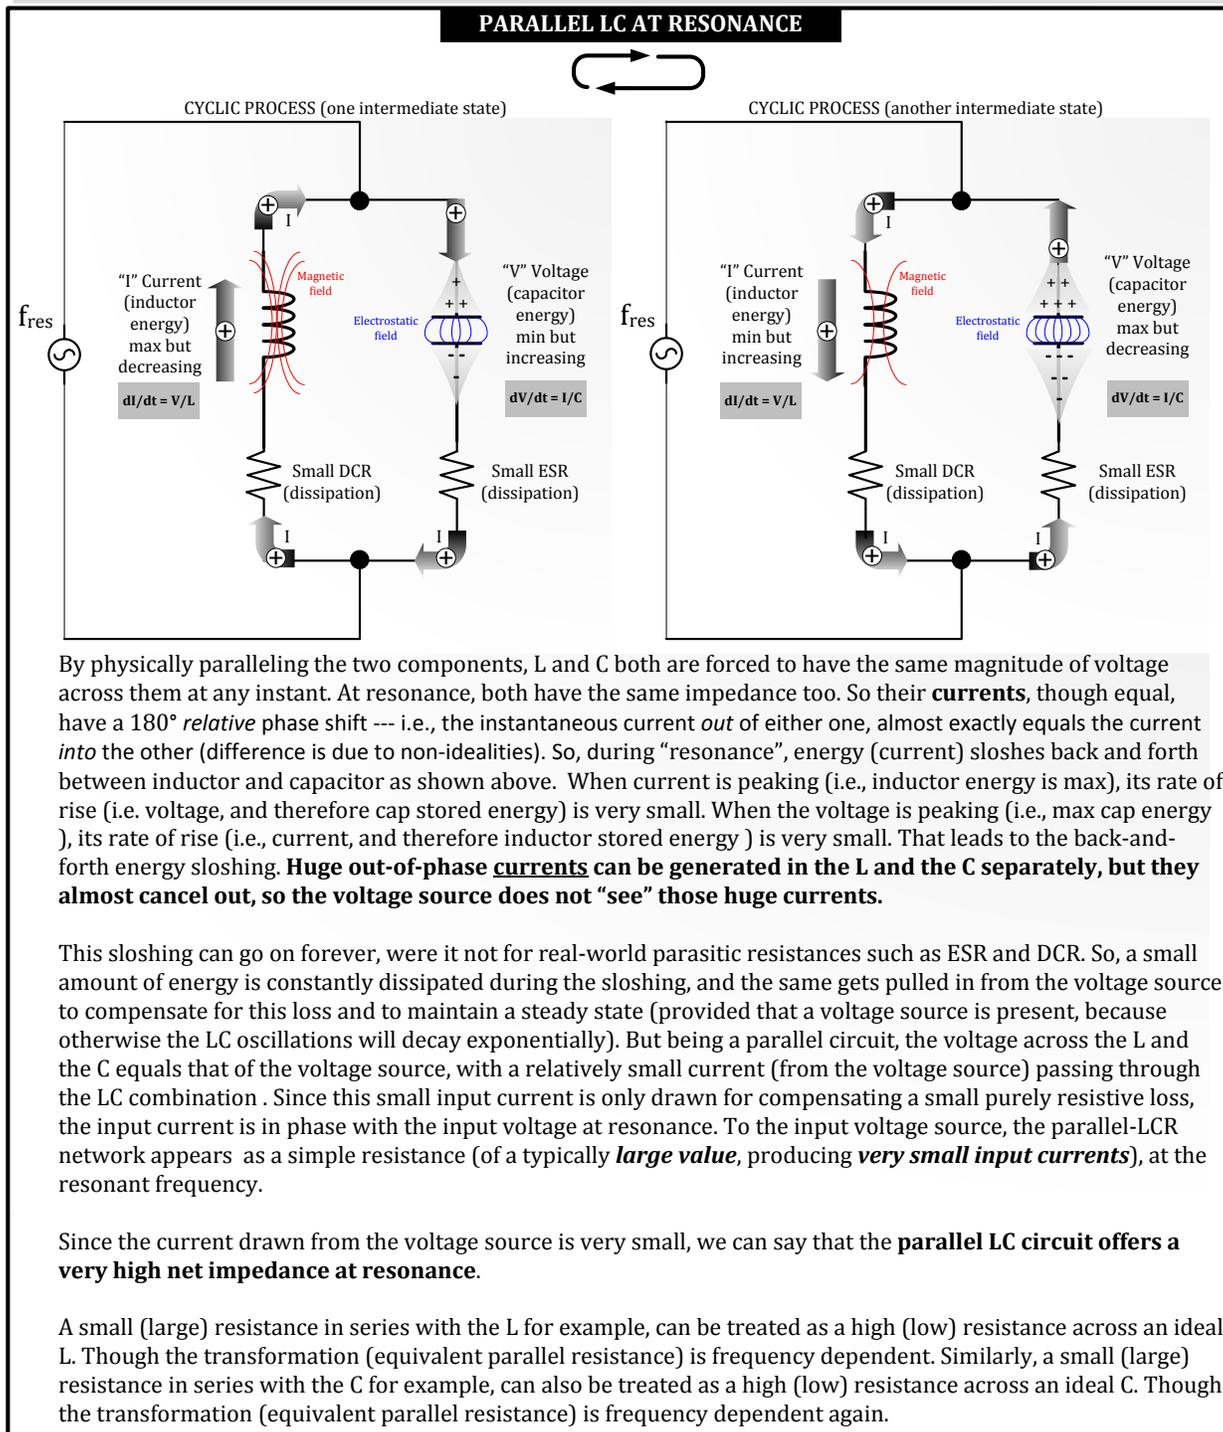 PARALLEL LC AT RESONANCE
CYCLIC PROCESS (one intermediate state)
I
"I" Current
(inductor
energy)
max but
decreasing
dI/dt = V/L
Magnetic
field
Electrostatic
field
"V" Voltage
(capacitor
energy)
min but
increasing
dV/dt = I/C
fres
Small DCR
(dissipation)
Small ESR
(dissipation)
I
I
CYCLIC PROCESS (another intermediate state)
I
"I" Current
(inductor
energy)
min but
increasing
dI/dt = V/L
Magnetic
field
Electrostatic
field
"V" Voltage
(capacitor
energy)
max but
decreasing
dV/dt = I/C
fres
Small DCR
(dissipation)
Small ESR
(dissipation)
I
I
By physically paralleling the two components, L and C both are forced to have the same magnitude of voltage
across them at any instant. At resonance, both have the same impedance too. So their currents, though equal,
have a 180° relative phase shift --- i.e., the instantaneous current out of either one, almost exactly equals the current
into the other (difference is due to non-idealities). So, during "resonance", energy (current) sloshes back and forth
between inductor and capacitor as shown above. When current is peaking (i.e., inductor energy is max), its rate of
rise (i.e. voltage, and therefore cap stored energy) is very small. When the voltage is peaking (i.e., max cap energy
), its rate of rise (i.e., current, and therefore inductor stored energy ) is very small. That leads to the back-and-
forth energy sloshing. Huge out-of-phase currents can be generated in the L and the C separately, but they
almost cancel out, so the voltage source does not "see" those huge currents.
This sloshing can go on forever, were it not for real-world parasitic resistances such as ESR and DCR. So, a small
amount of energy is constantly dissipated during the sloshing, and the same gets pulled in from the voltage source
to compensate for this loss and to maintain a steady state (provided that a voltage source is present, because
otherwise the LC oscillations will decay exponentially). But being a parallel circuit, the voltage across the L and
the C equals that of the voltage source, with a relatively small current (from the voltage source) passing through
the LC combination . Since this small input current is only drawn for compensating a small purely resistive loss,
the input current is in phase with the input voltage at resonance. To the input voltage source, the parallel-LCR
network appears as a simple resistance (of a typically large value, producing very small input currents), at the
resonant frequency.
Since the current drawn from the voltage source is very small, we can say that the parallel LC circuit offers a
very high net impedance at resonance.
A small (large) resistance in series with the L for example, can be treated as a high (low) resistance across an ideal
L. Though the transformation (equivalent parallel resistance) is frequency dependent. Similarly, a small (large)
resistance in series with the C for example, can also be treated as a high (low) resistance across an ideal C. Though
the transformation (equivalent parallel resistance) is frequency dependent again.